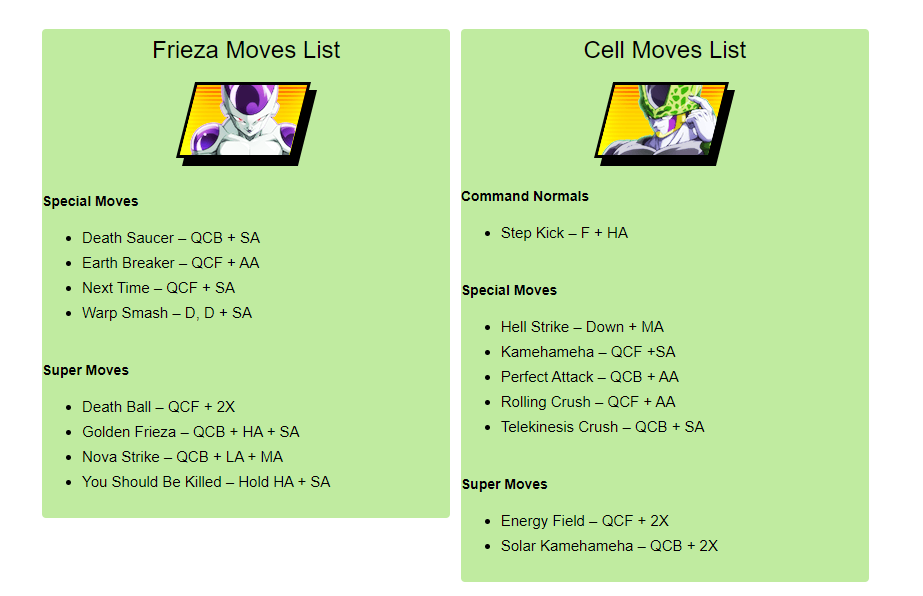 Frieza Moves List
Special Moves
Death Saucer – QCB + SA
Earth Breaker – QCF + AA
Next Time – QCF + SA
Warp Smash – D, D + SA
Super Moves
Death Ball – QCF + 2X
Golden Frieza – QCB + HA + SA
Nova Strike – QCB + LA + MA
You Should Be Killed – Hold HA + SA
Cell Moves List
Command Normals
Step Kick – F + HA
Special Moves
Hell Strike – Down + MA
Kamehameha – QCF +SA
Perfect Attack – QCB + AA
Rolling Crush – QCF + AA
Telekinesis Crush – QCB + SA
Super Moves
Energy Field – QCF + 2X
Solar Kamehameha – QCB + 2X